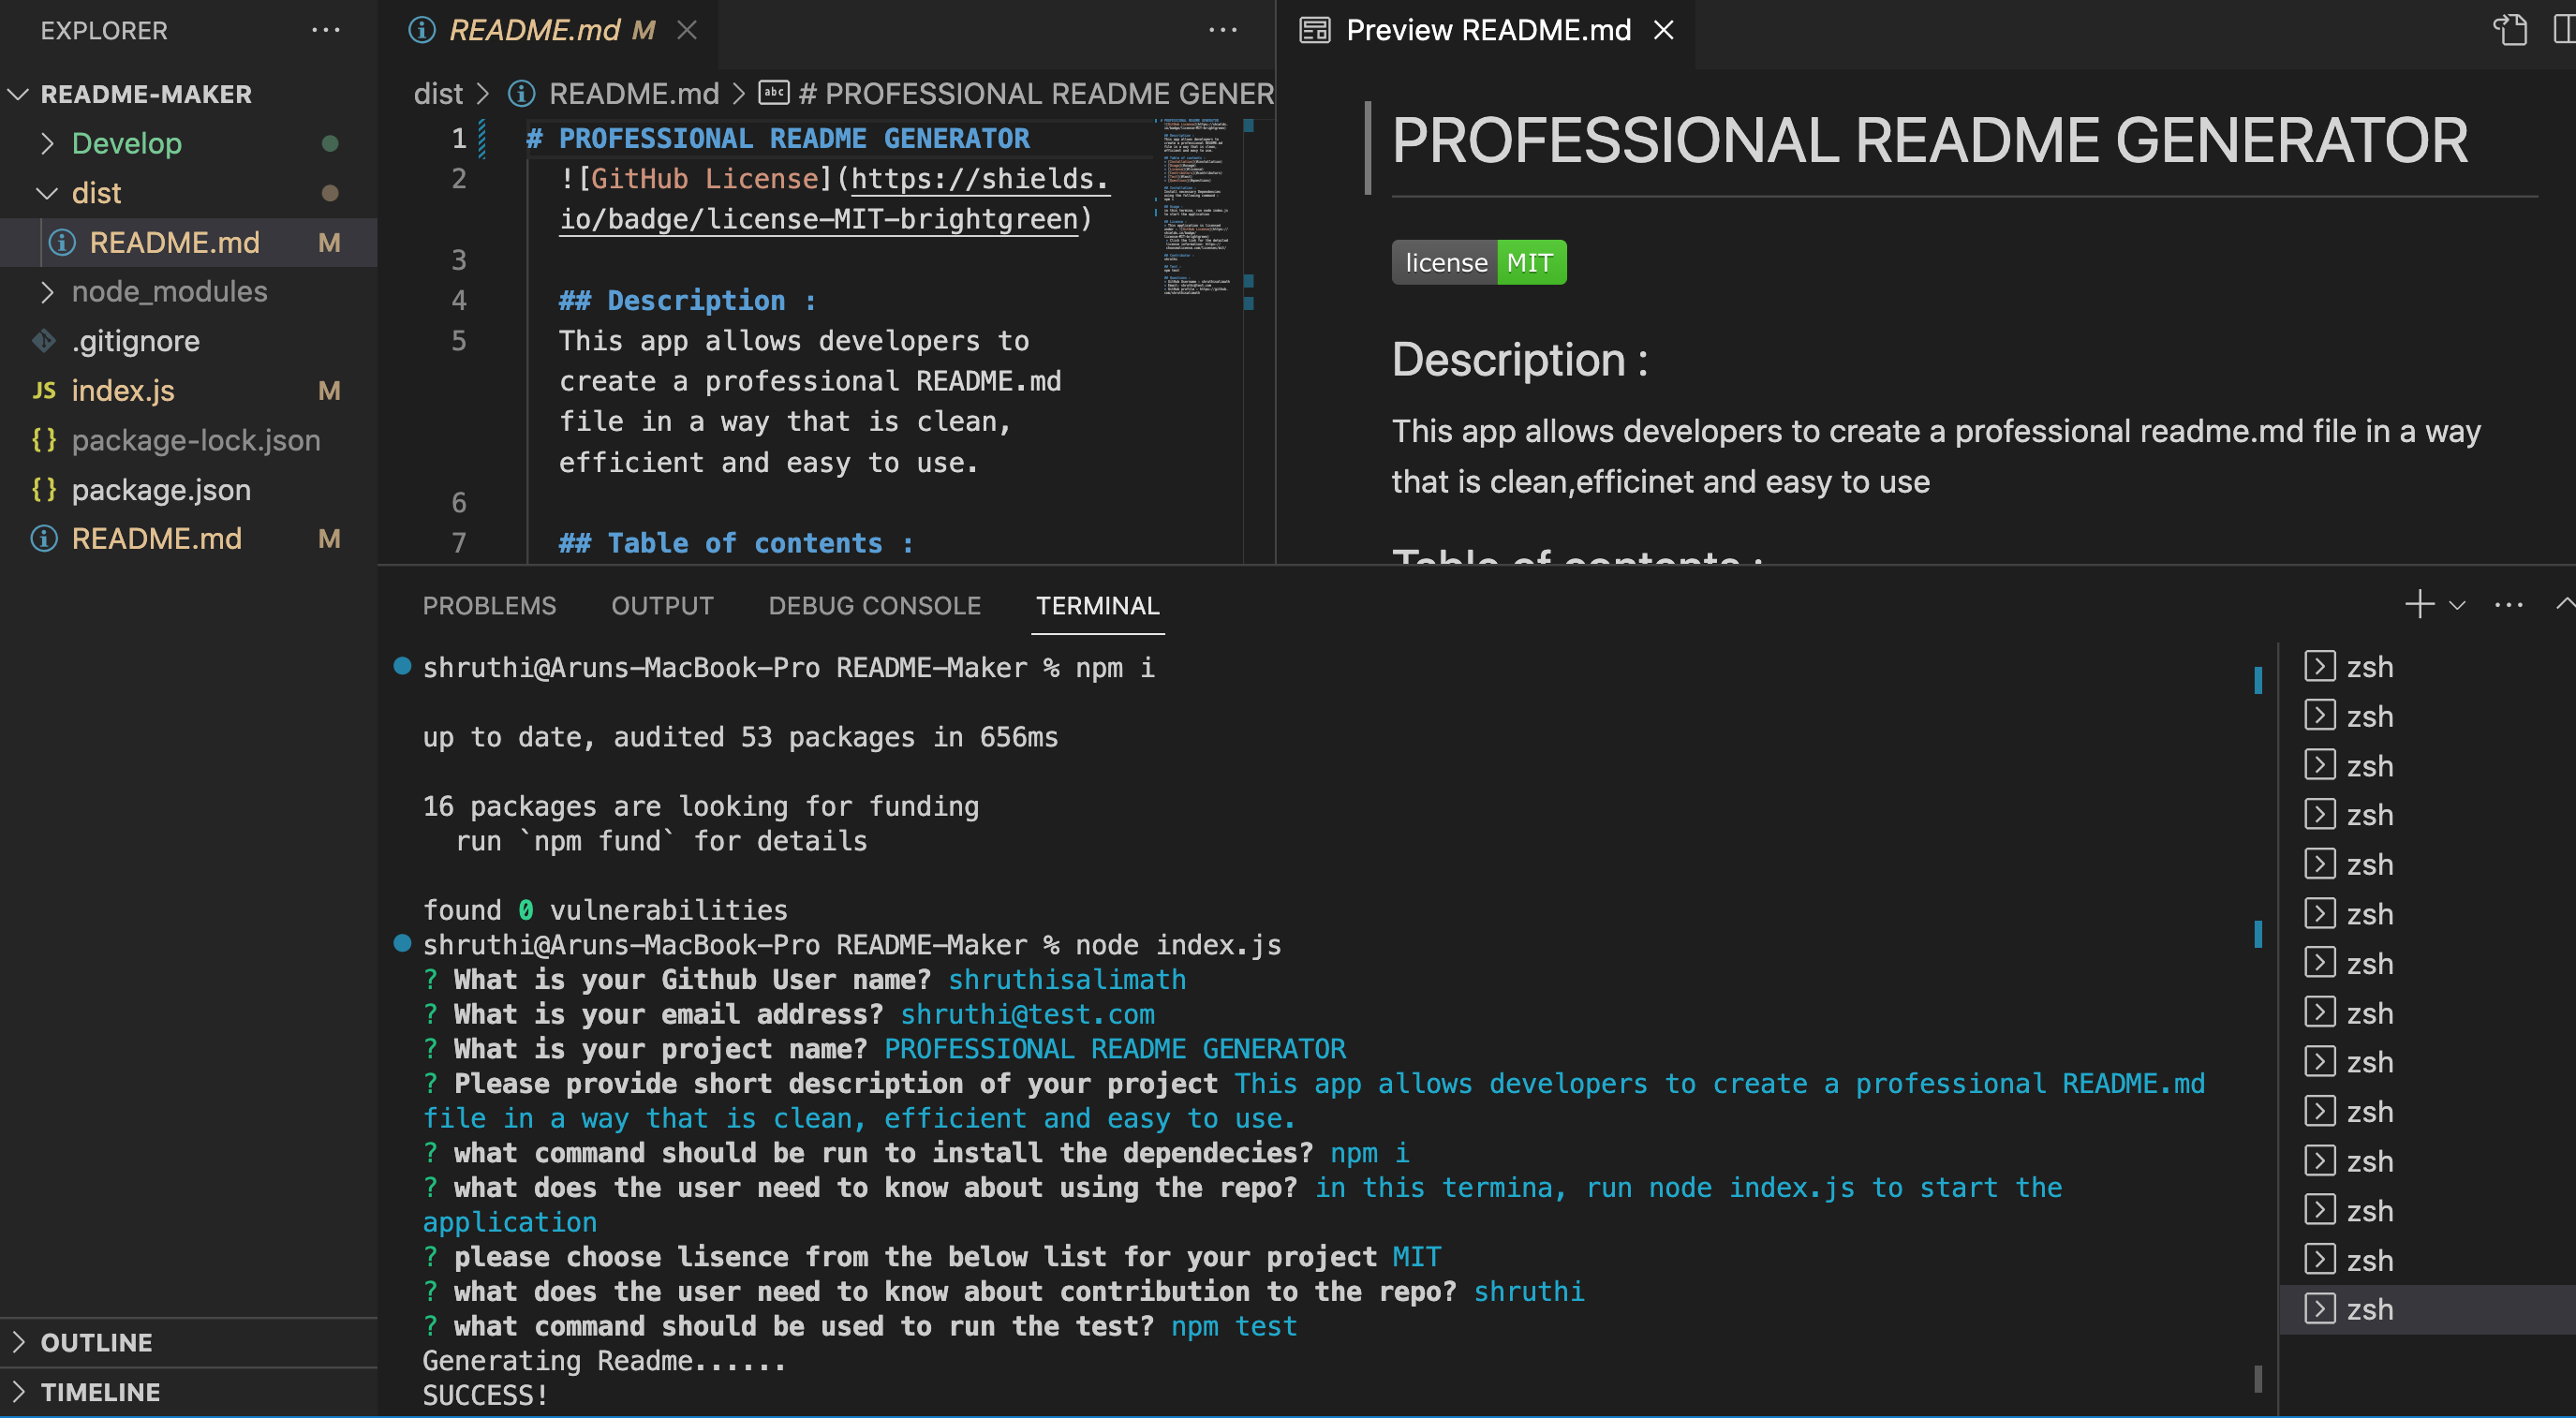 EXPLORER
README-MAKER
Develop
dist
README.md M
node_modules
.gitignore
JS index.js M
{} package-lock.json
{} package.json
README.md M
OUTLINE
TIMELINE
README.md M
dist > README.md > abc # PROFESSIONAL README GENER
1 # PROFESSIONAL README GENERATOR
2 ![GitHub License](https://shields.
io/badge/license-MIT-brightgreen)
3
4 ## Description :
5 This app allows developers to
create a professional README.md
file in a way that is clean,
efficient and easy to use.
6
7 ## Table of contents :
Preview README.md
PROFESSIONAL README GENERATOR
license MIT
Description :
This app allows developers to create a professional readme.md file in a way
that is clean,efficinet and easy to use
Table of contents :
PROBLEMS OUTPUT DEBUG CONSOLE TERMINAL
shruthi@Aruns-MacBook-Pro README-Maker % npm i
up to date, audited 53 packages in 656ms
16 packages are looking for funding
run `npm fund` for details
found 0 vulnerabilities
shruthi@Aruns-MacBook-Pro README-Maker % node index.js
? What is your Github User name? shruthisalimath
? What is your email address? shruthi@test.com
? What is your project name? PROFESSIONAL README GENERATOR
? Please provide short description of your project This app allows developers to create a professional README.md
file in a way that is clean, efficient and easy to use.
? what command should be run to install the dependecies? npm i
? what does the user need to know about using the repo? in this termina, run node index.js to start the
application
? please choose lisence from the below list for your project MIT
? what does the user need to know about contribution to the repo? shruthi
? what command should be used to run the test? npm test
Generating Readme......
SUCCESS!
zsh
zsh
zsh
zsh
zsh
zsh
zsh
zsh
zsh
zsh
zsh
zsh
zsh
zsh